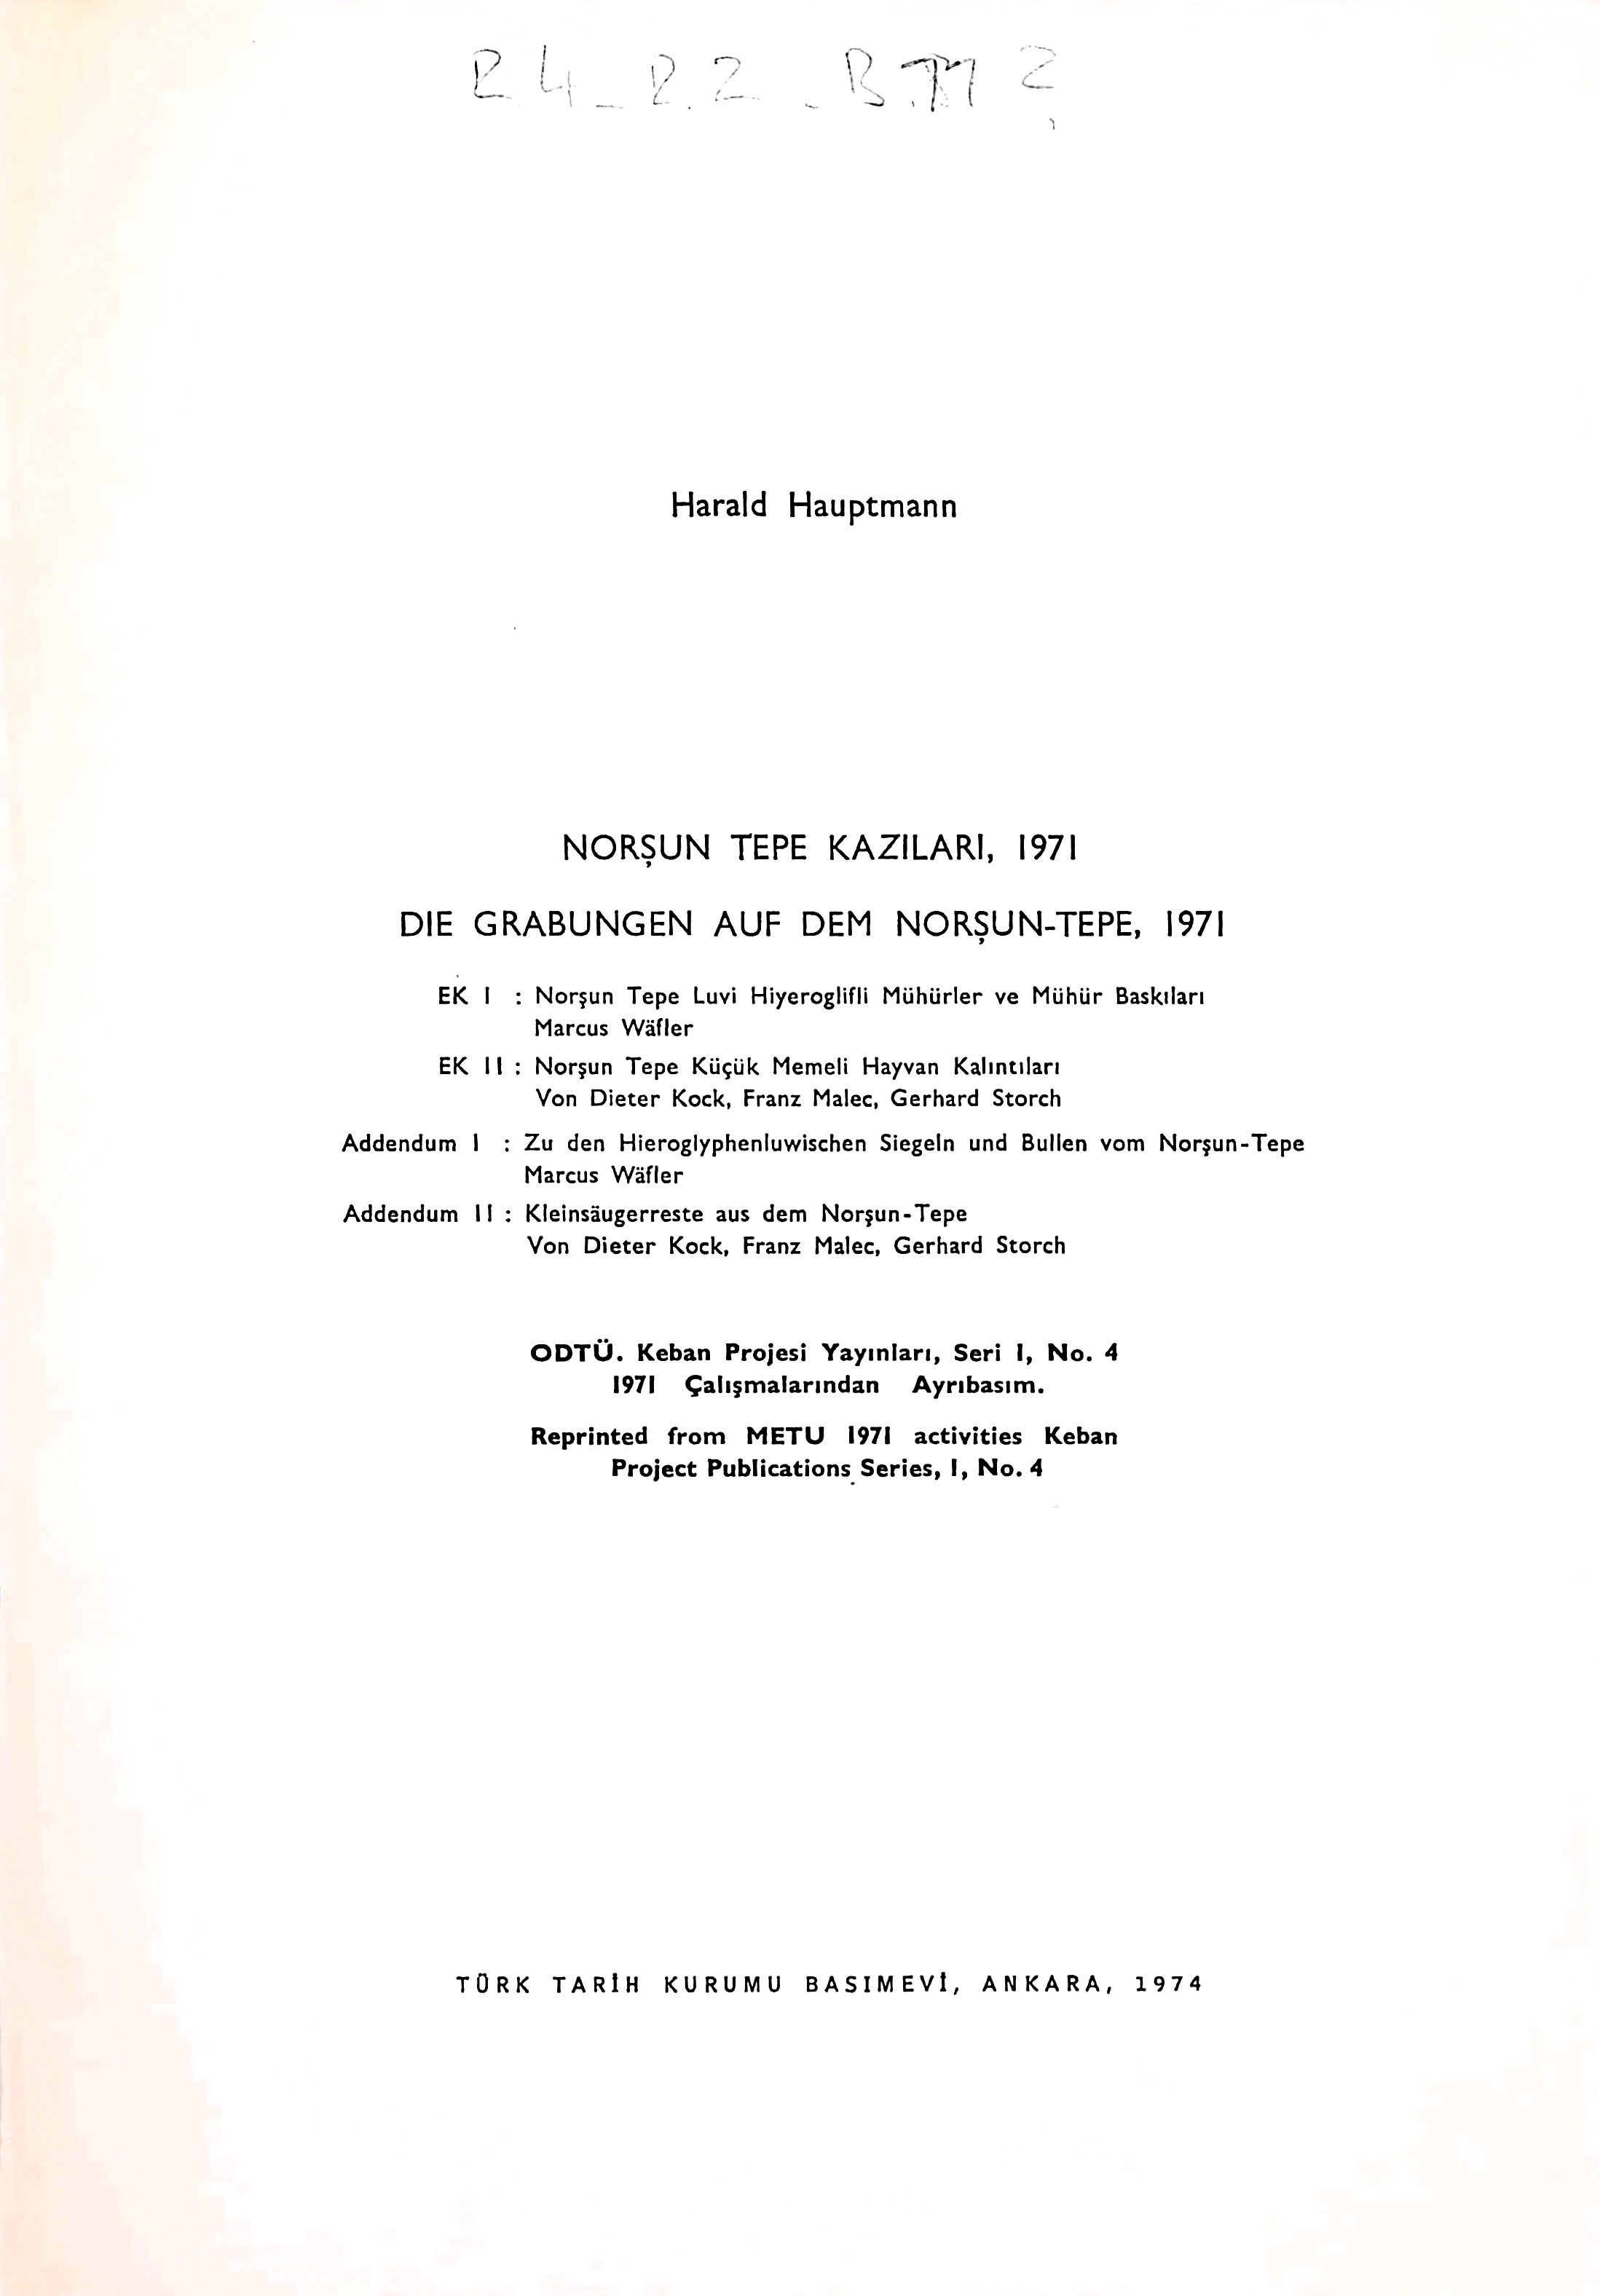 Harald Hauptmann
NORŞUN TEPE KAZILARI, 1971
DIE GRABUNGEN AUF DEM NORŞUN-TEPE, 1971
EK I : Norşun Tepe Luvi Hiyeroglifli Mühürler ve Mühür Baskıları
Marcus Wäfler
EK II : Norşun Tepe Küçük Memeli Hayvan Kalıntıları
Von Dieter Kock, Franz Malec, Gerhard Storch
Addendum I : Zu den Hieroglyphenluwischen Siegeln und Bullen vom Norşun-Tepe
Marcus Wäfler
Addendum II : Kleinsäugerreste aus dem Norşun-Tepe
Von Dieter Kock, Franz Malec, Gerhard Storch
ODTÜ. Keban Projesi Yayınları, Seri I, No. 4
1971 Çalışmalarından Ayrıbasım.
Reprinted from METU 1971 activities Keban
Project Publications Series, I, No. 4
TÜRK TARİH KURUMU BASIMEVİ, ANKARA, 1974